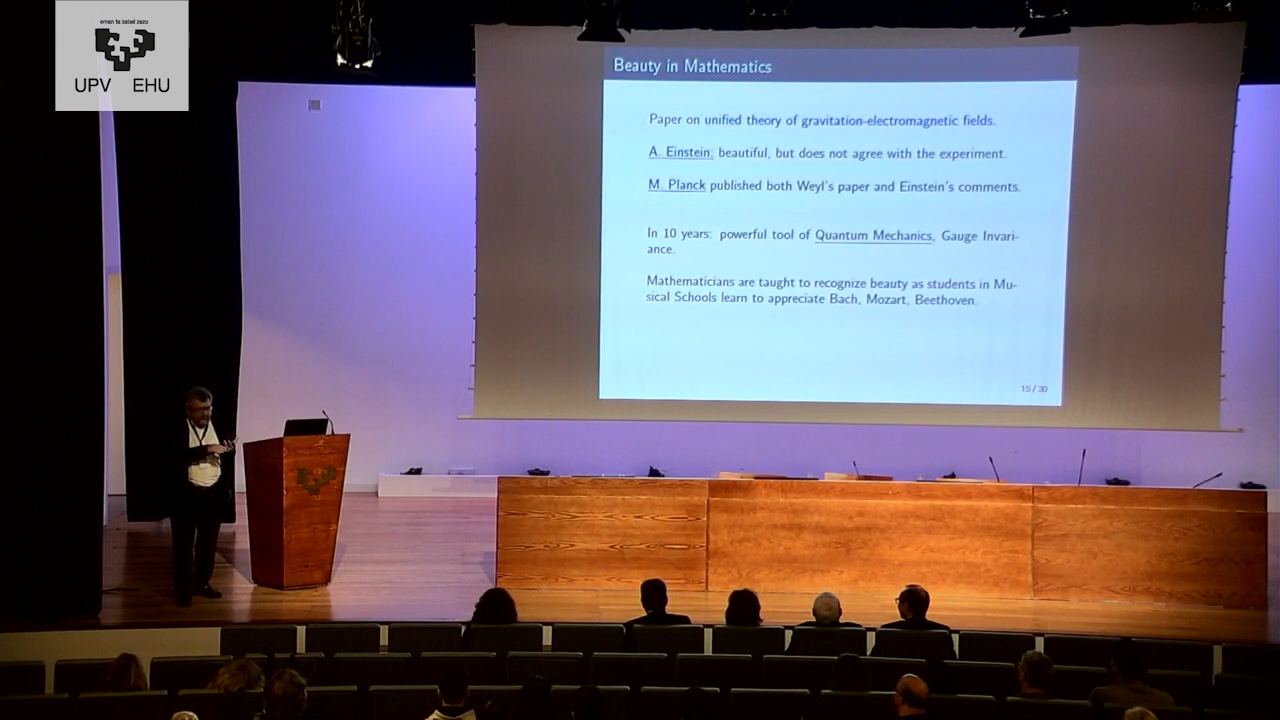 eman ta zabal zazu
UPV EHU
Beauty in Mathematics
Paper on unified theory of gravitation-electromagnetic fields.
A. Einstein: beautiful, but does not agree with the experiment.
M. Planck published both Weyl's paper and Einstein's comments.
In 10 years: powerful tool of Quantum Mechanics, Gauge Invari-
ance.
Mathematicians are taught to recognize beauty as students in Mu-
sical Schools learn to appreciate Bach, Mozart, Beethoven.
15 / 30